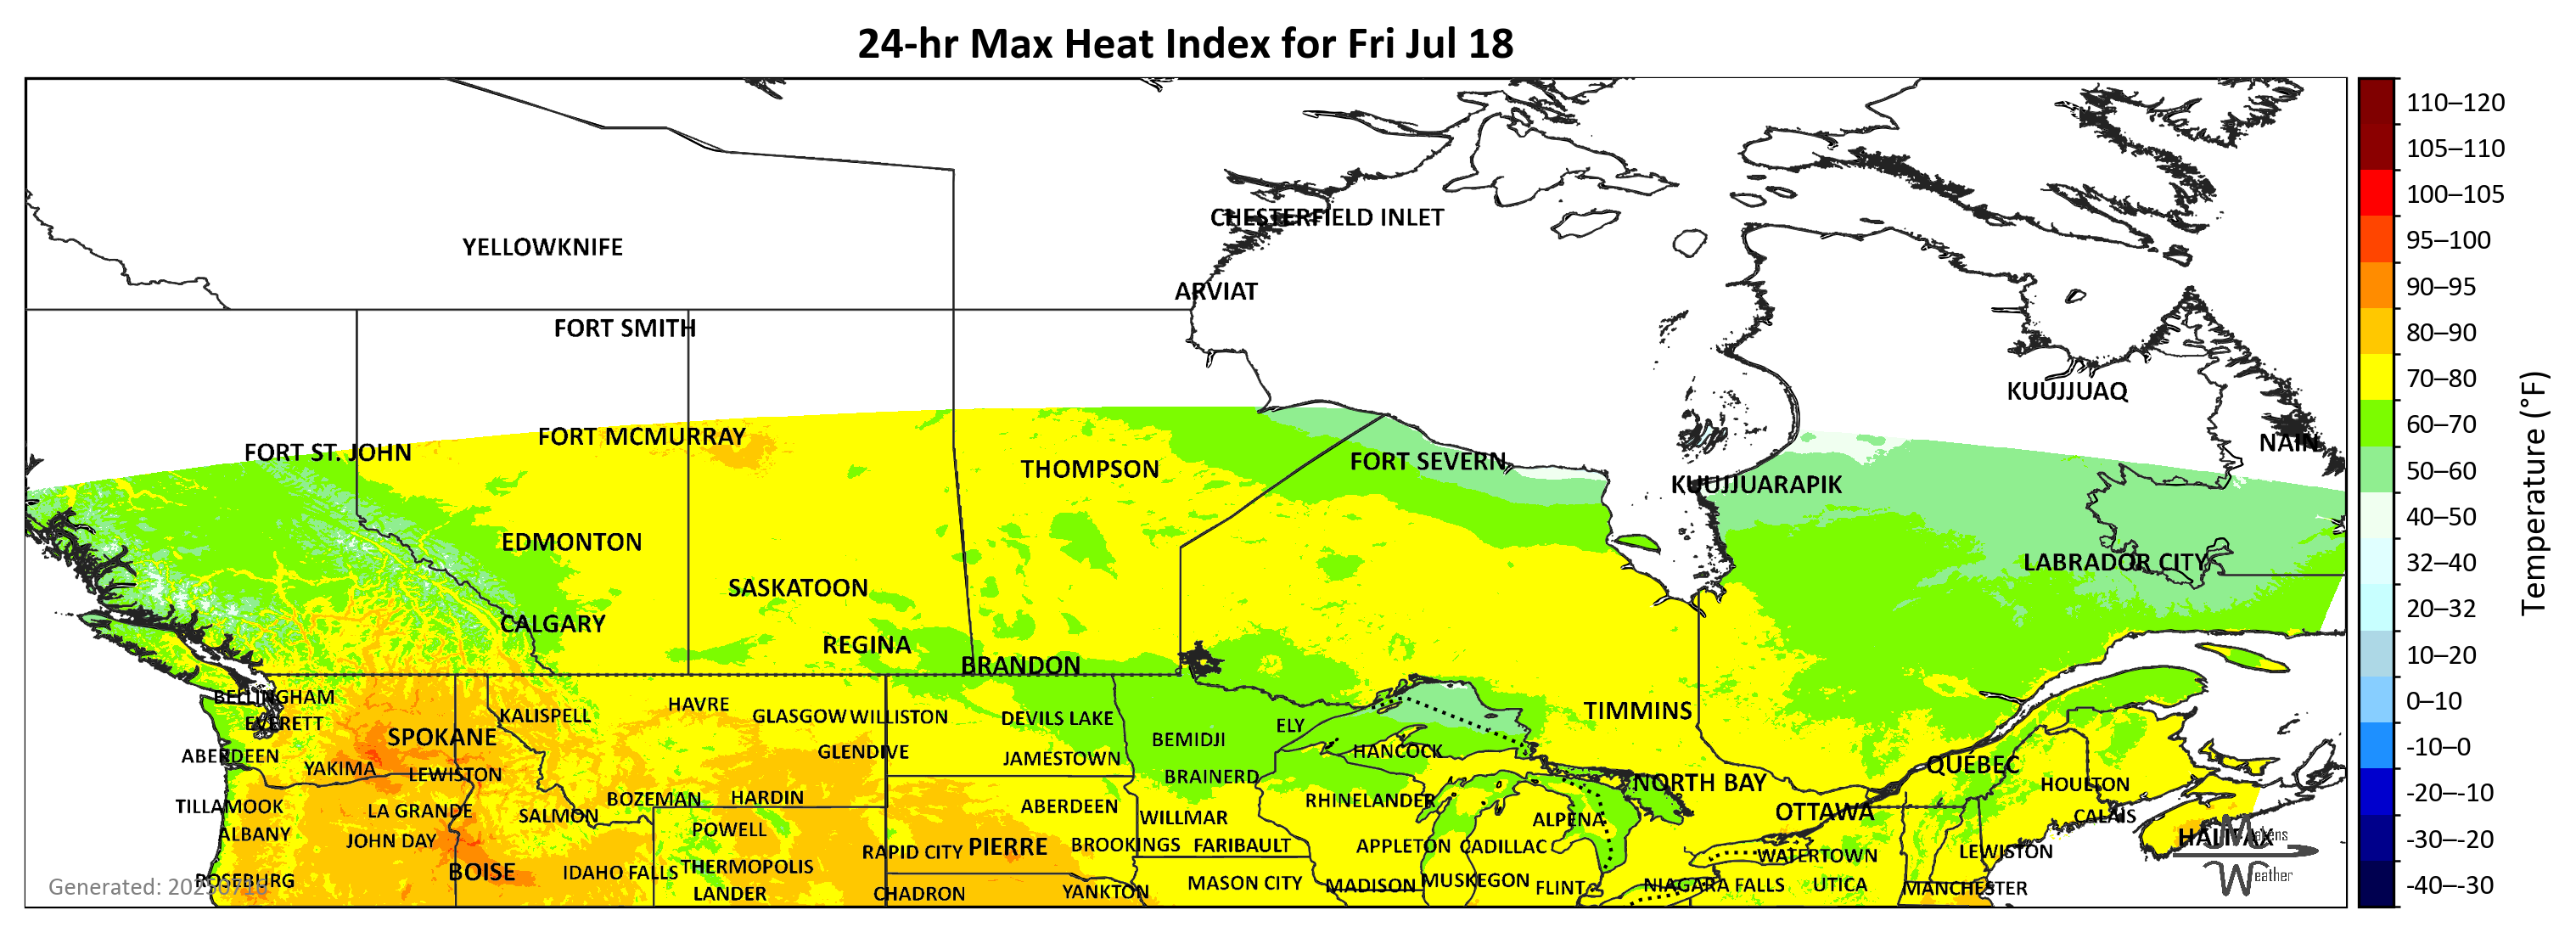 24-hr Max Heat Index for Fri Jul 18
CHESTERFIELD INLET
YELLOWKNIFE
ARVIAT
FORT SMITH
KUUJJUAQ
FORT MCMURRAY
NAIN
FORT ST. JOHN
FORT SEVERN
THOMPSON
KUUJJUARAPIK
EDMONTON
LABRADOR CITY
SASKATOON
CALGARY
REGINA
BRANDON
BELLINGHAM
HAVRE
TIMMINS
KALISPELL
GLASGOW WILLISTON
DEVILS LAKE
EVERETT
ELY
SPOKANE
BEMIDJI
GLENDIVE
HANCOCK
ABERDEEN
JAMESTOWN
QUÉBEC
YAKIMA
LEWISTON
BRAINERD
NORTH BAY
HOULTON
BOZEMAN
HARDIN
RHINELANDER
TILLAMOOK
ABERDEEN
LA GRANDE
OTTAWA
SALMON
CALAIS
WILLMAR
ALPENA
POWELL
ALBANY
HALIFAX
JOHN DAY
PIERRE
BROOKINGS
FARIBAULT
APPLETON
CADILLAC
RAPID CITY
LEWISTON
WATERTOWN
THERMOPOLIS
BOISE
IDAHO FALLS
ROSEBURG
MUSKEGON
MASON CITY
MADISON
NIAGARA FALLS
UTICA
FLINT
MANCHESTER
LANDER
CHADRON
YANKTON
Weather
110–120
105–110
100–105
95–100
90–95
80–90
70–80
60–70
50–60
40–50
32–40
20–32
10–20
0–10
-10–0
-20–-10
-30–-20
-40–-30
Temperature (°F)